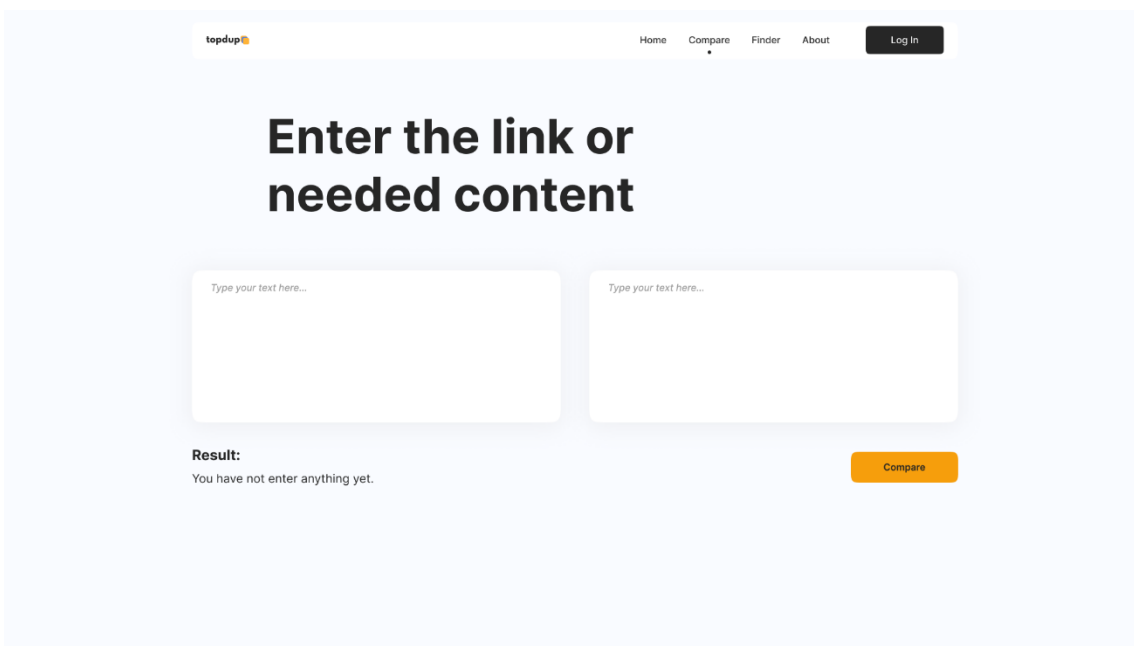 topdup
Home Compare Finder About Log In
Enter the link or
needed content
Type your text here...
Type your text here...
Result:
You have not enter anything yet.
Compare